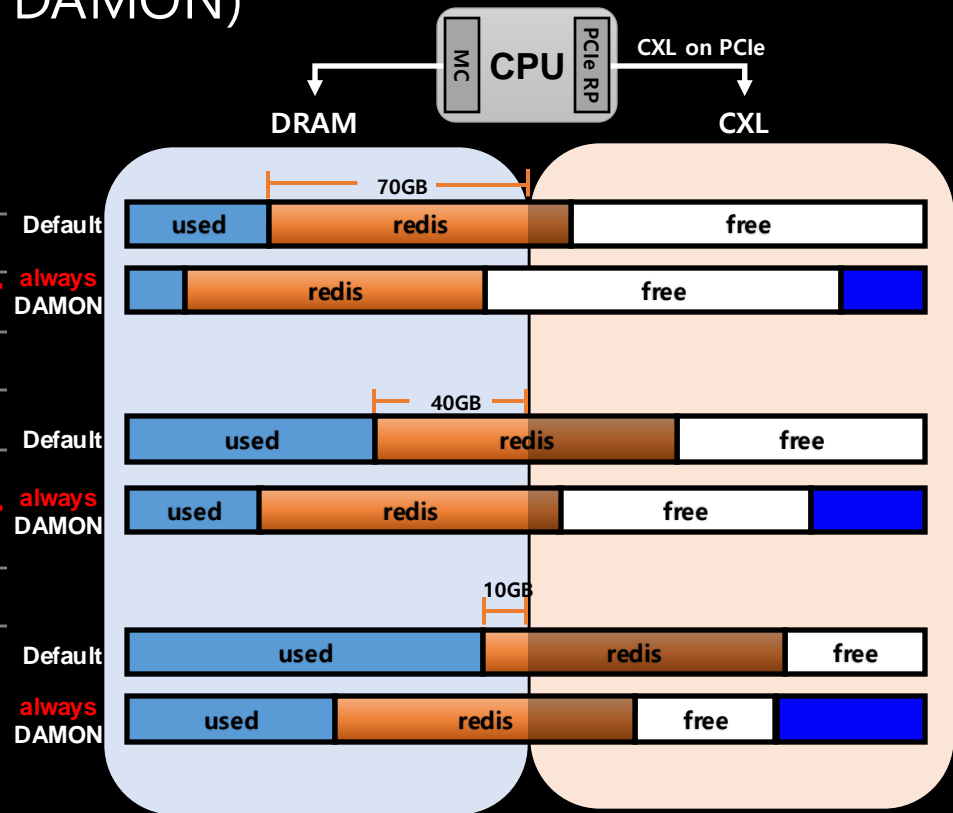 DAMON)
MC
CPU
PCIe RP
CXL on PCIe
DRAM
CXL
70GB
Default
used
redis
free
always
DAMON
redis
free
40GB
Default
used
redis
free
always
DAMON
used
redis
free
10GB
Default
used
redis
free
always
DAMON
used
redis
free